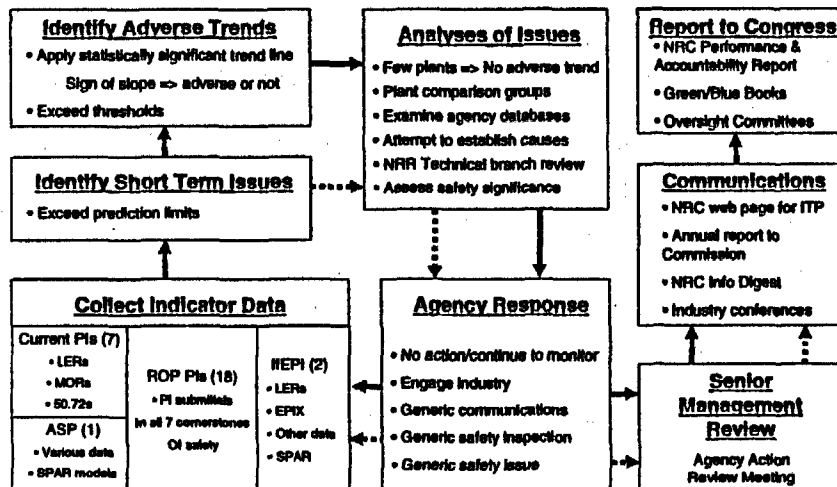 Identify Adverse Trends
• Apply statistically significant trend line
Sign of slope => adverse or not
• Exceed thresholds
Analyses of Issues
• Few plants => No adverse trend
• Plant comparison groups
• Examine agency databases
• Attempt to establish causes
• NRR Technical branch review
• Assess safety significance
Report to Congress
• NRC Performance &
Accountability Report
• Green/Blue Books
• Oversight Committees
Identify Short Term Issues
• Exceed prediction limits
Communications
• NRC web page for ITP
• Annual report to
Commission
• NRC Info Digest
• Industry conferences
Collect Indicator Data
Current PIs (7)
• LERs
• MORs
• 50.72s
ASP (1)
• Various data
• SPAR models
ROP PIs (18)
• PI submittals
in all 7 cornerstones
Of safety
IIEPI (2)
• LERs
• EPIX
• Other data
• SPAR
Agency Response
• No action/continue to monitor
• Engage industry
• Generic communications
• Generic safety inspection
• Generic safety issue
Senior
Management
Review
Agency Action
Review Meeting